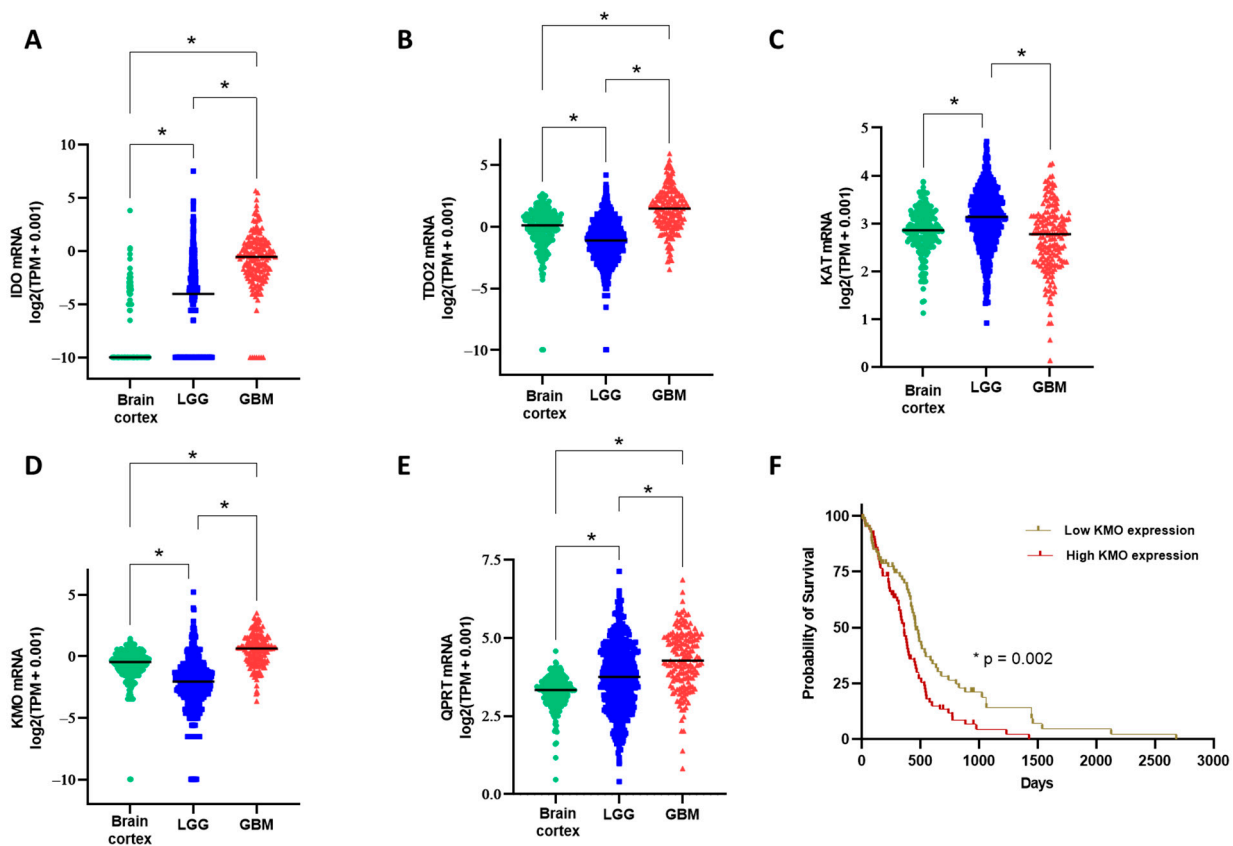 A
*
*
*
IDO mRNA
log2(TPM + 0.001)
10
5
−0
−5
−10
Brain
cortex
LGG
GBM
B
*
*
*
TDO2 mRNA
log2(TPM + 0.001)
5
0
−5
−10
Brain
cortex
LGG
GBM
C
*
*
KAT mRNA
log2(TPM + 0.001)
5
4
3
2
1
0
Brain
cortex
LGG
GBM
D
*
*
*
KMO mRNA
log2(TPM + 0.001)
5
−0
−5
−10
Brain
cortex
LGG
GBM
E
*
*
*
QPRT mRNA
log2(TPM + 0.001)
7.5
5.0
2.5
0.0
Brain
cortex
LGG
GBM
F
Probability of Survival
100
75
50
25
0
Low KMO expression
High KMO expression
* p = 0.002
0
500
1000
1500
2000
2500
3000
Days